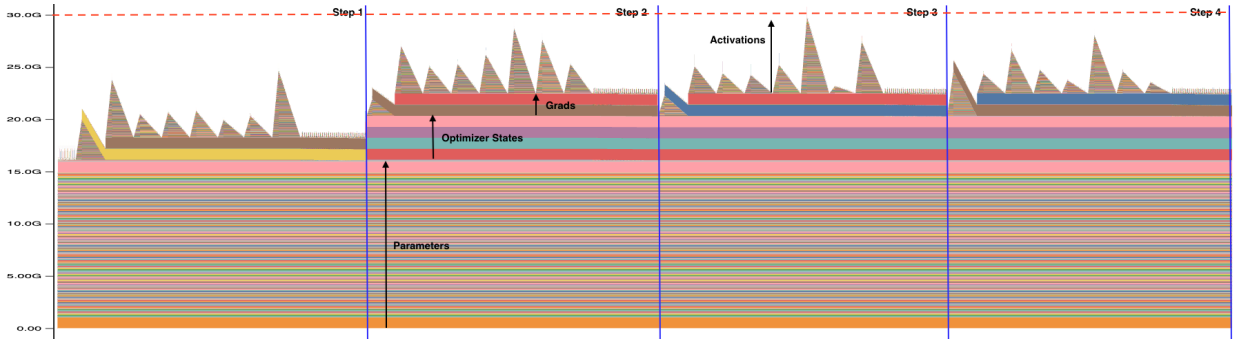 30.0G
Step 1
Step 2
Step 3
Step 4
Activations
25.0G
Grads
20.0G
Optimizer States
15.0G
10.0G
Parameters
5.00G
0.00